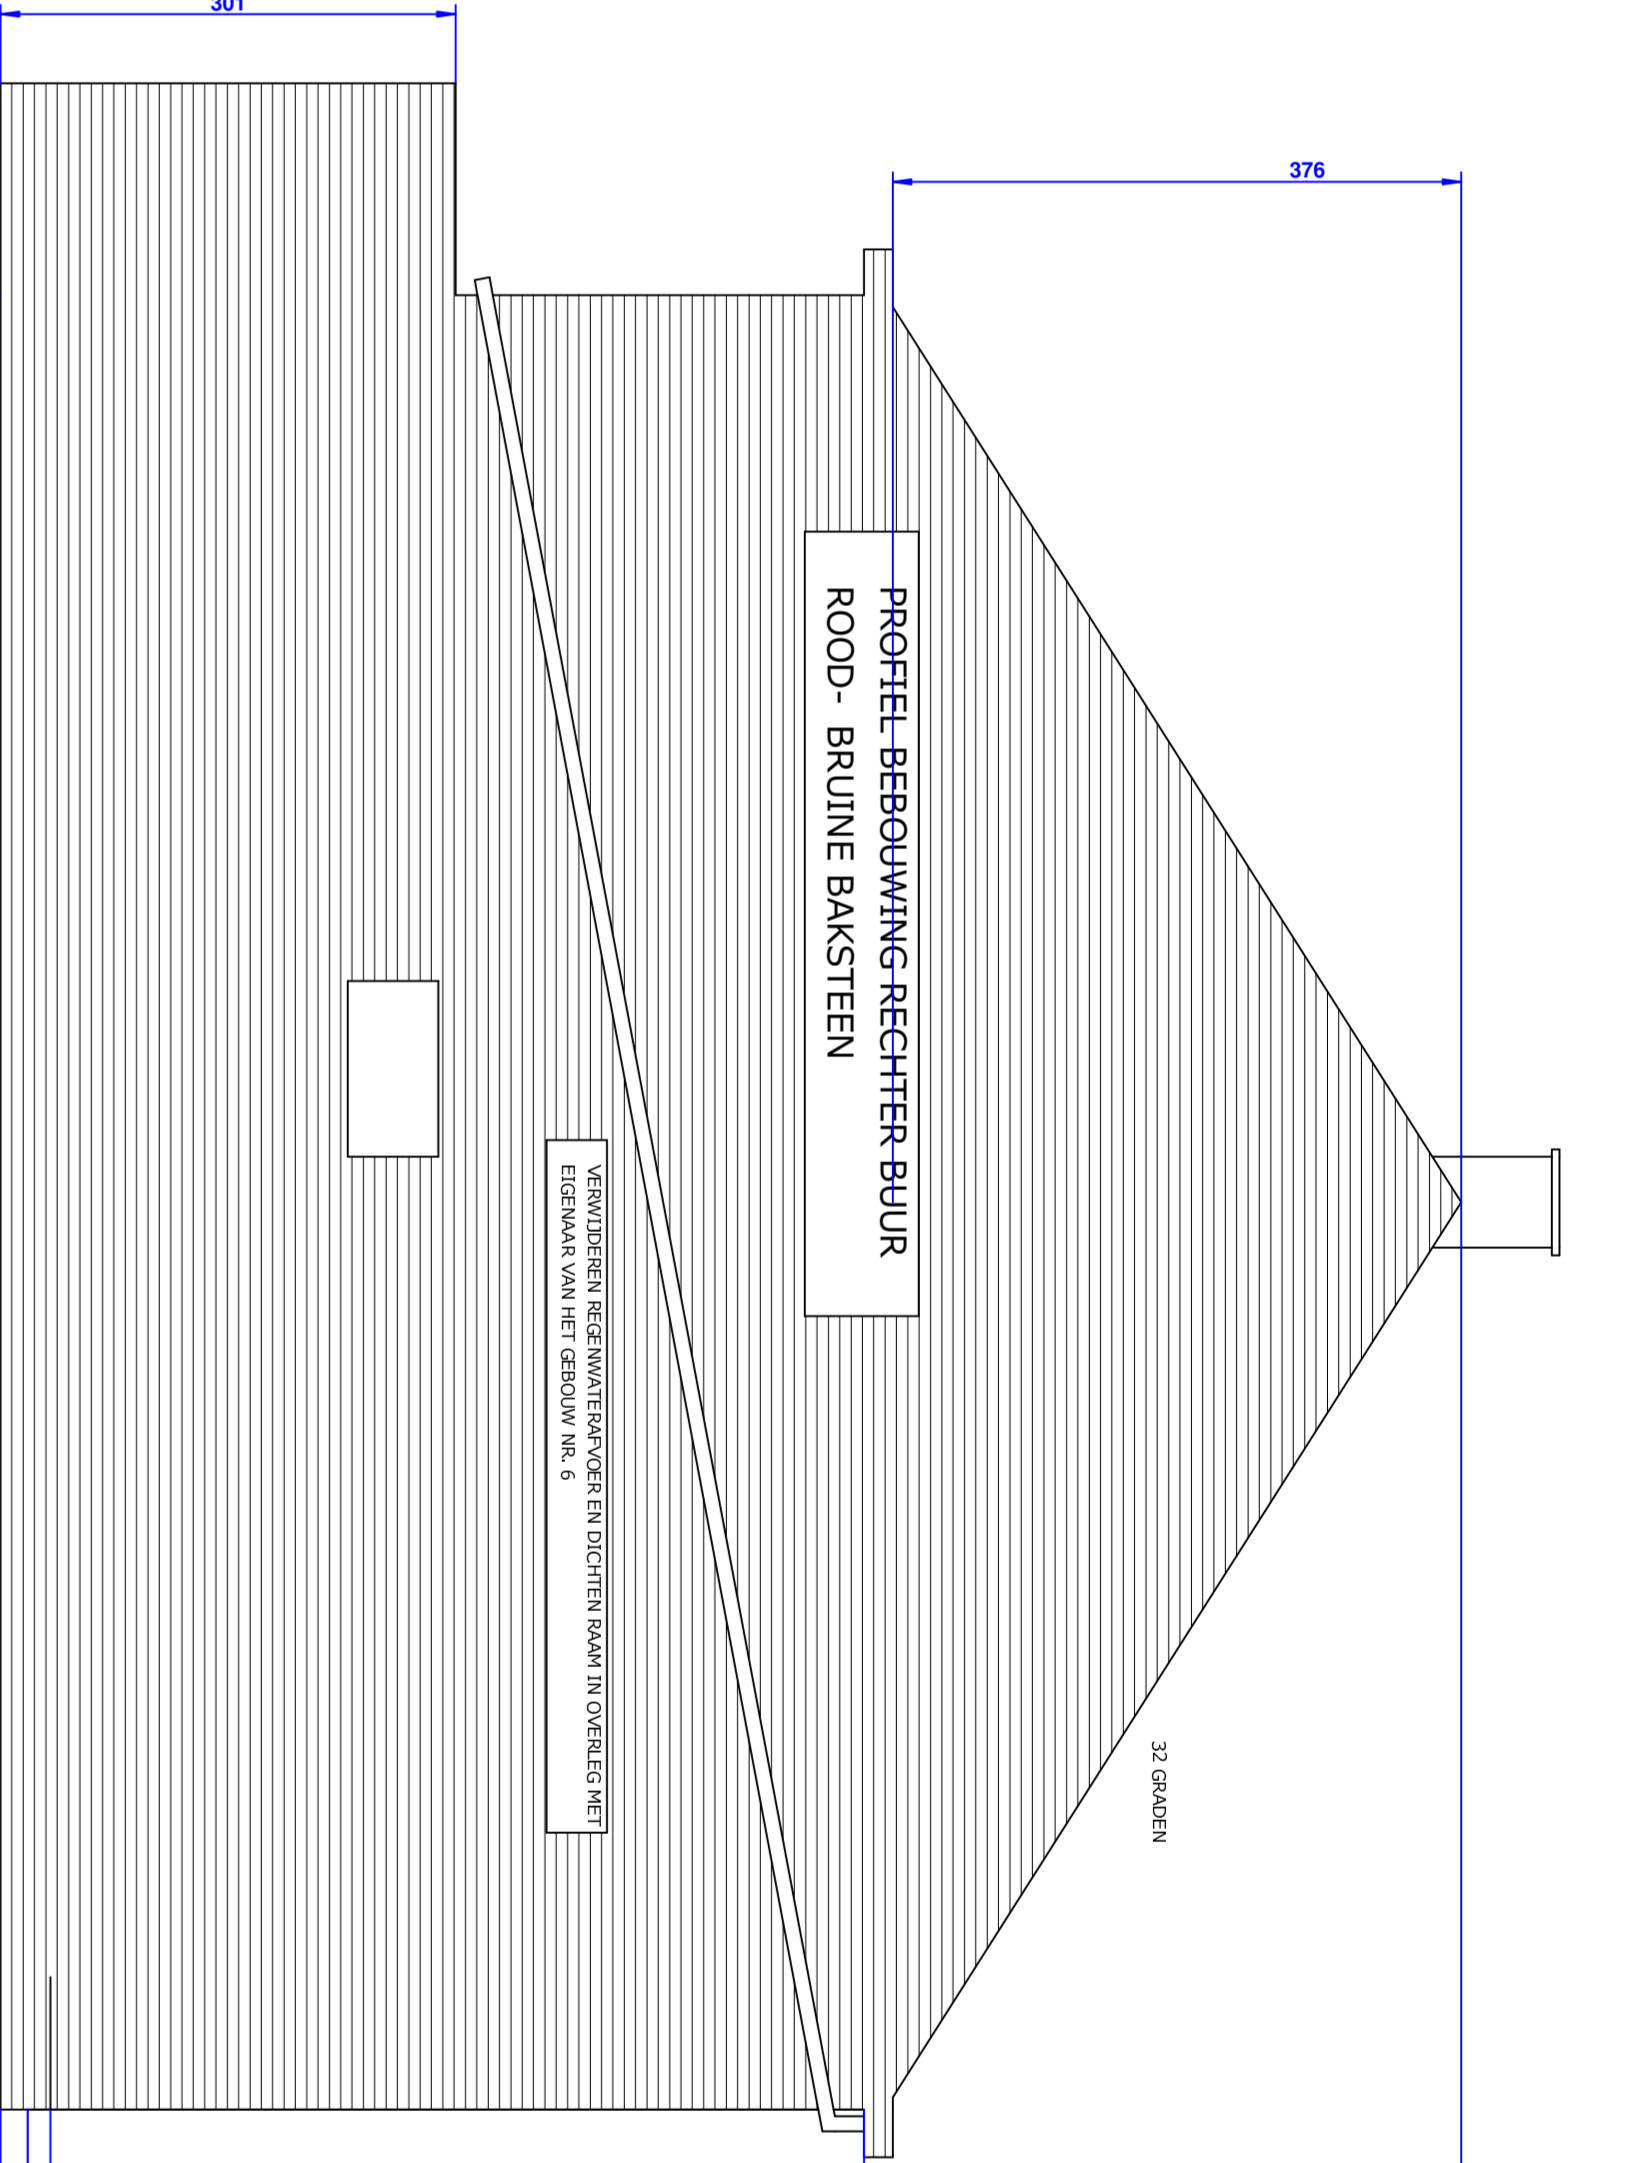 301
376
PROFIEL BEBOUWING RECHTER BUUR
ROOD- BRUINE BAKSTEEN
VERWIJDEREN REGENWATERAFVOER EN DICHTEN RAAM IN OVERLEG MET
EIGENAAR VAN HET GEBOUW NR. 6
32 GRADEN